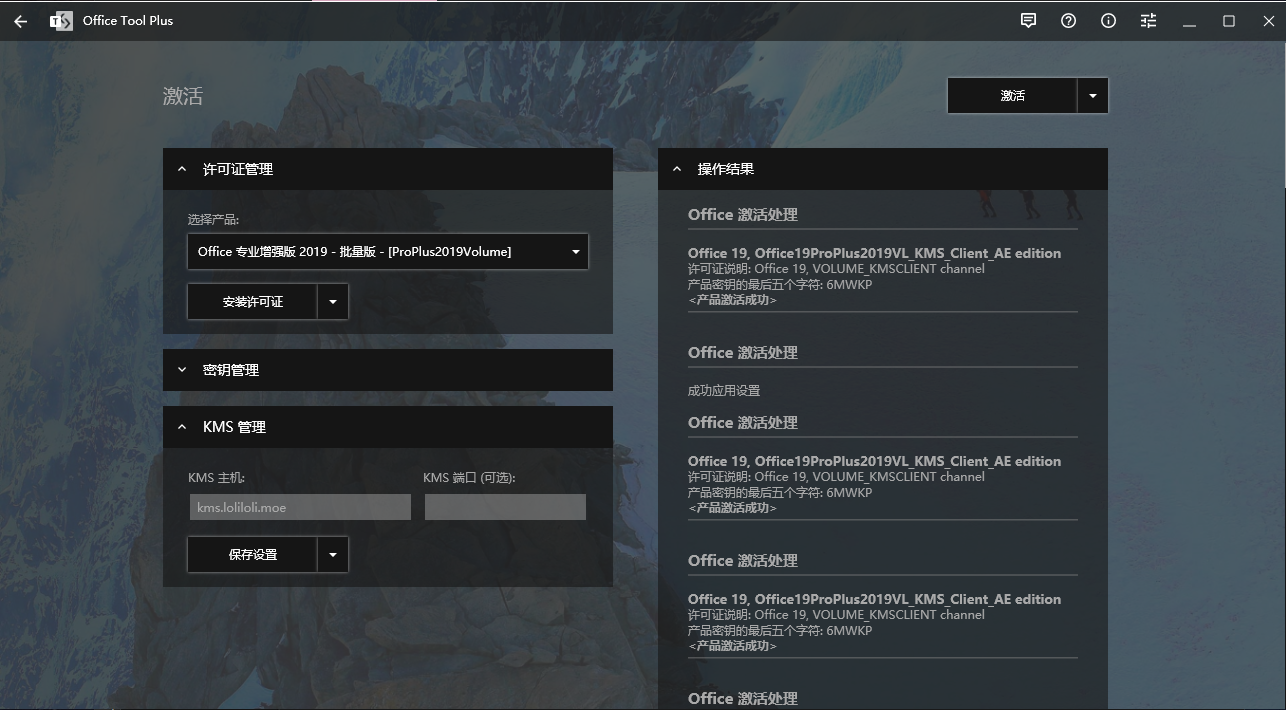 Office Tool Plus
激活
激活
许可证管理
选择产品:
Office 专业增强版 2019 - 批量版 - [ProPlus2019Volume]
安装许可证
密钥管理
KMS 管理
KMS 主机:
KMS 端口 (可选):
kms.loliloli.moe
保存设置
操作结果
Office 激活处理
Office 19, Office19ProPlus2019VL_KMS_Client_AE edition
许可证说明: Office 19, VOLUME_KMSCLIENT channel
产品密钥的最后五个字符: 6MWKP
<产品激活成功>
Office 激活处理
成功应用设置
Office 激活处理
Office 19, Office19ProPlus2019VL_KMS_Client_AE edition
许可证说明: Office 19, VOLUME_KMSCLIENT channel
产品密钥的最后五个字符: 6MWKP
<产品激活成功>
Office 激活处理
Office 19, Office19ProPlus2019VL_KMS_Client_AE edition
许可证说明: Office 19, VOLUME_KMSCLIENT channel
产品密钥的最后五个字符: 6MWKP
<产品激活成功>
Office 激活处理